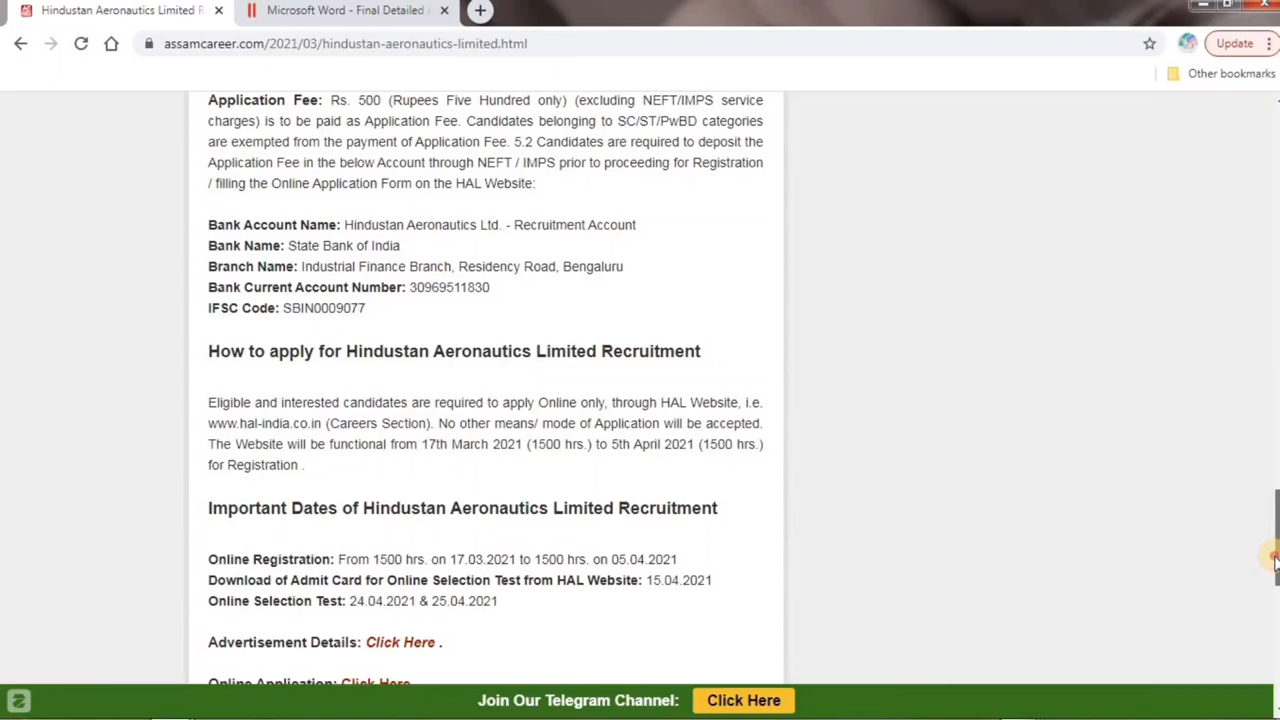 Hindustan Aeronautics Limited R
Microsoft Word - Final Detailed
assamcareer.com/2021/03/hindustan-aeronautics-limited.html
Update
Other bookmarks
Application Fee: Rs. 500 (Rupees Five Hundred only) (excluding NEFT/IMPS service
charges) is to be paid as Application Fee. Candidates belonging to SC/ST/PwBD categories
are exempted from the payment of Application Fee. 5.2 Candidates are required to deposit the
Application Fee in the below Account through NEFT / IMPS prior to proceeding for Registration
/ filling the Online Application Form on the HAL Website:
Bank Account Name: Hindustan Aeronautics Ltd. - Recruitment Account
Bank Name: State Bank of India
Branch Name: Industrial Finance Branch, Residency Road, Bengaluru
Bank Current Account Number: 30969511830
IFSC Code: SBIN0009077
How to apply for Hindustan Aeronautics Limited Recruitment
Eligible and interested candidates are required to apply Online only, through HAL Website, i.e.
www.hal-india.co.in (Careers Section). No other means/ mode of Application will be accepted.
The Website will be functional from 17th March 2021 (1500 hrs.) to 5th April 2021 (1500 hrs.)
for Registration .
Important Dates of Hindustan Aeronautics Limited Recruitment
Online Registration: From 1500 hrs. on 17.03.2021 to 1500 hrs. on 05.04.2021
Download of Admit Card for Online Selection Test from HAL Website: 15.04.2021
Online Selection Test: 24.04.2021 & 25.04.2021
Advertisement Details: Click Here .
Online Application: Click Here
Join Our Telegram Channel: Click Here